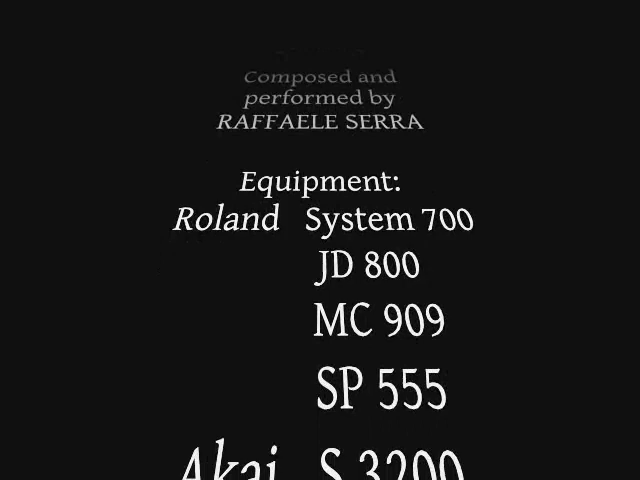 Composed and
performed by
RAFFAELE SERRA
Equipment:
Roland System 700
JD 800
MC 909
SP 555
Akai S 3200